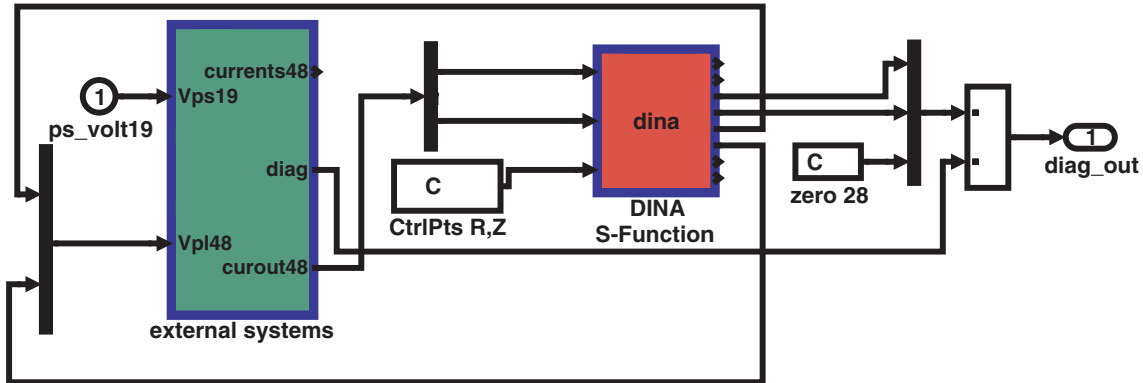 currents48
1
Vps19
ps_volt19
diag
Vpl48
curout48
external systems
C
CtrlPts R,Z
dina
DINA
S-Function
C
zero 28
1
diag_out